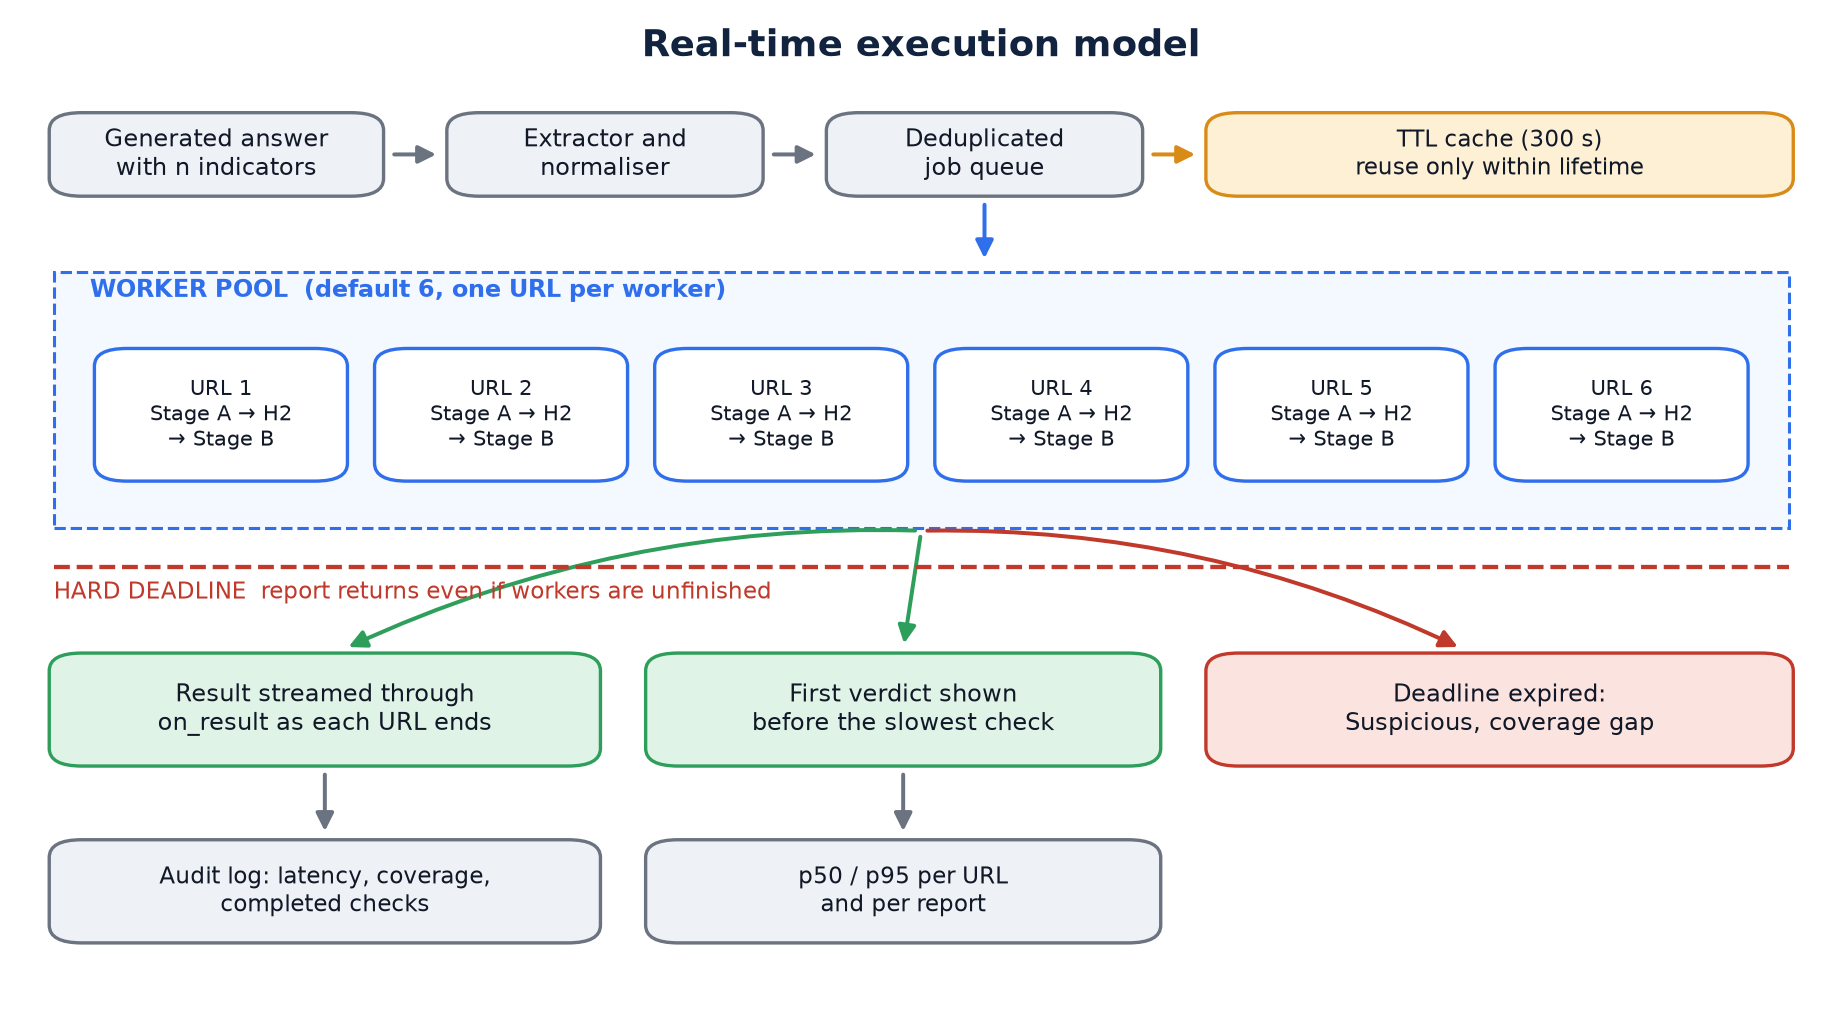 Real-time execution model
Generated answer
with n indicators
Extractor and
normaliser
Deduplicated
job queue
TTL cache (300 s)
reuse only within lifetime
WORKER POOL  (default 6, one URL per worker)
URL 1
Stage A → H2
→ Stage B
URL 2
Stage A → H2
→ Stage B
URL 3
Stage A → H2
→ Stage B
URL 4
Stage A → H2
→ Stage B
URL 5
Stage A → H2
→ Stage B
URL 6
Stage A → H2
→ Stage B
HARD DEADLINE  report returns even if workers are unfinished
Result streamed through
on_result as each URL ends
First verdict shown
before the slowest check
Deadline expired:
Suspicious, coverage gap
Audit log: latency, coverage,
completed checks
p50 / p95 per URL
and per report